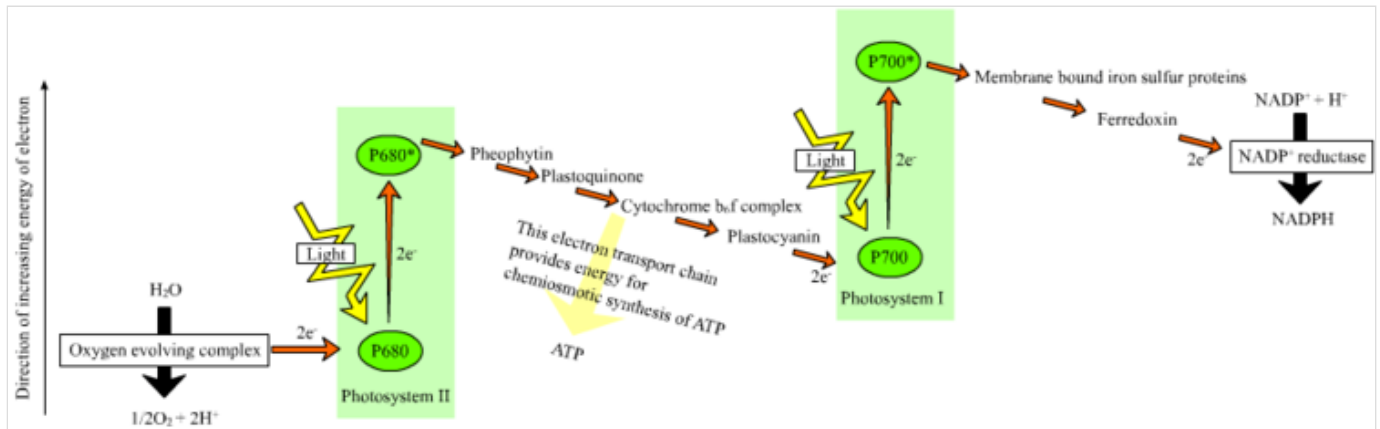 Direction of increasing energy of electron
H₂O
Oxygen evolving complex
1/2O₂ + 2H⁺
2e⁻
Light
P680*
2e⁻
P680
Photosystem II
Pheophytin
Plastoquinone
Cytochrome b₆f complex
Plastocyanin
2e⁻
This electron transport chain
provides energy for
chemiosmotic synthesis of ATP
ATP
Light
P700*
2e⁻
P700
Photosystem I
Membrane bound iron sulfur proteins
Ferredoxin
2e⁻
NADP⁺ + H⁺
NADP⁺ reductase
NADPH